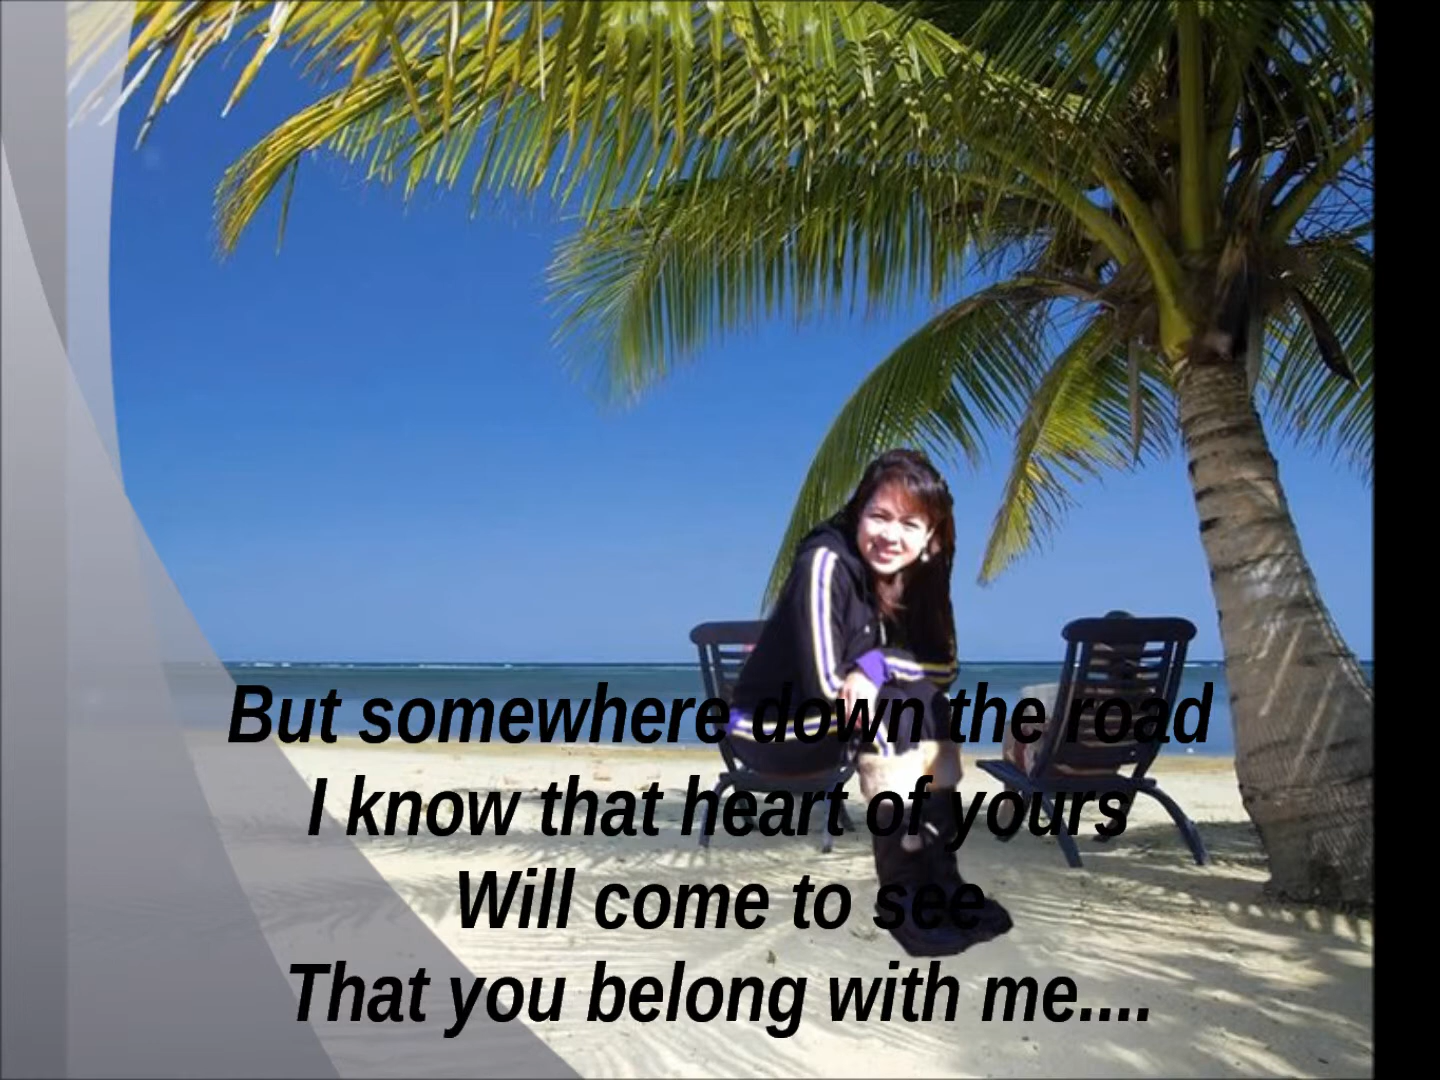 But somewhere down the road
I know that heart of yours
Will come to see
That you belong with me....